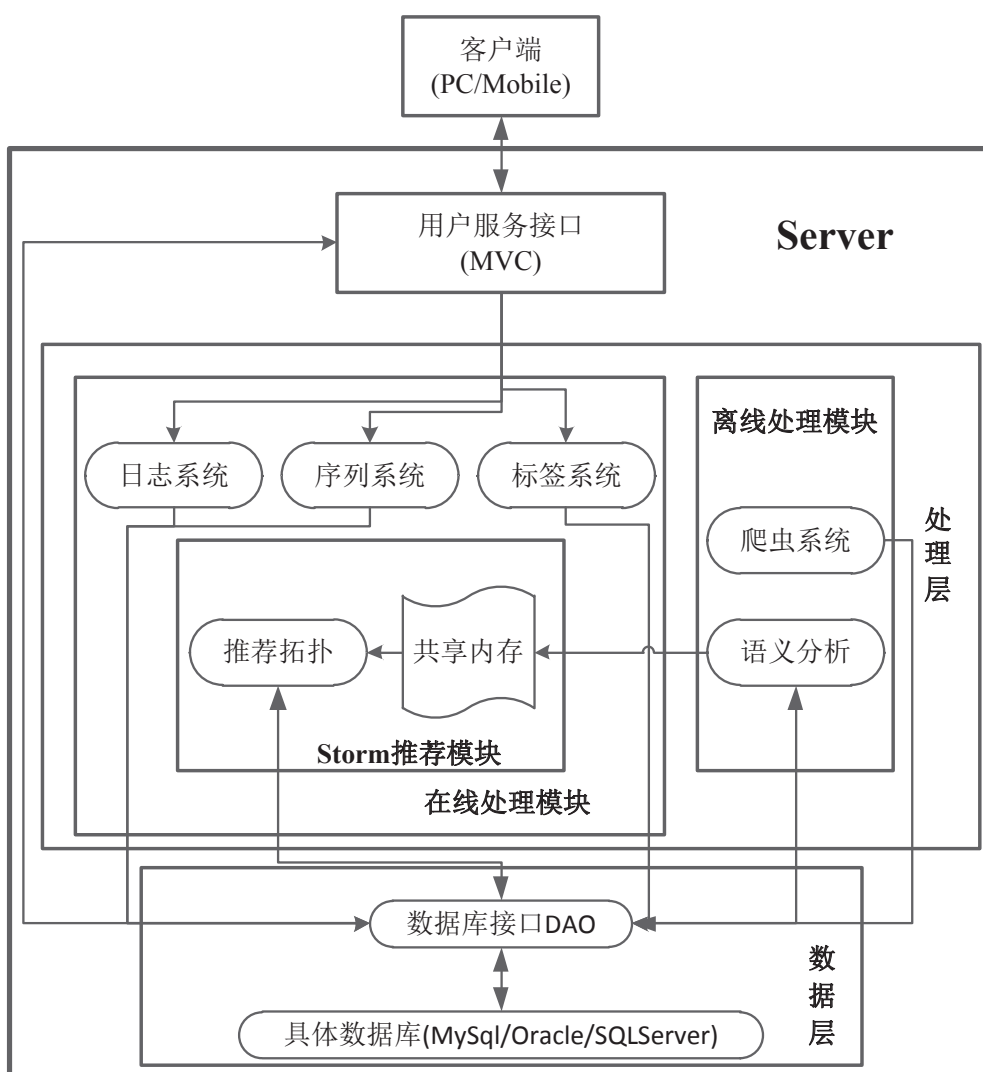 客户端
(PC/Mobile)
用户服务接口
(MVC)
Server
离线处理模块
日志系统
序列系统
标签系统
爬虫系统
处
理
层
推荐拓扑
共享内存
语义分析
Storm推荐模块
在线处理模块
数据库接口DAO
数
据
层
具体数据库(MySql/Oracle/SQLServer)